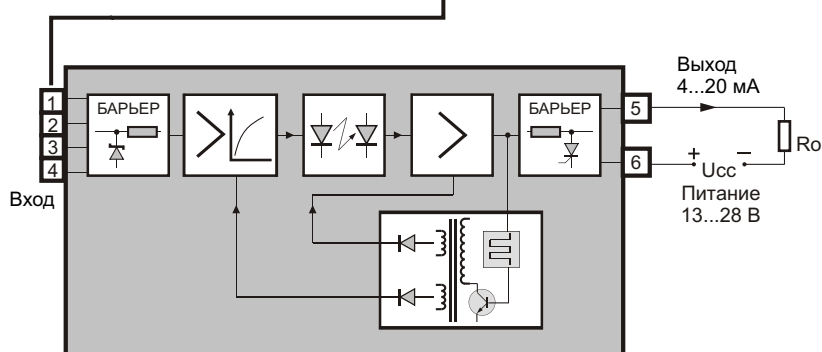 Выход
4...20 мА
1
2
3
4
БАРЬЕР
БАРЬЕР
5
6
Ro
+
−
Ucc
Вход
Питание
13...28 В